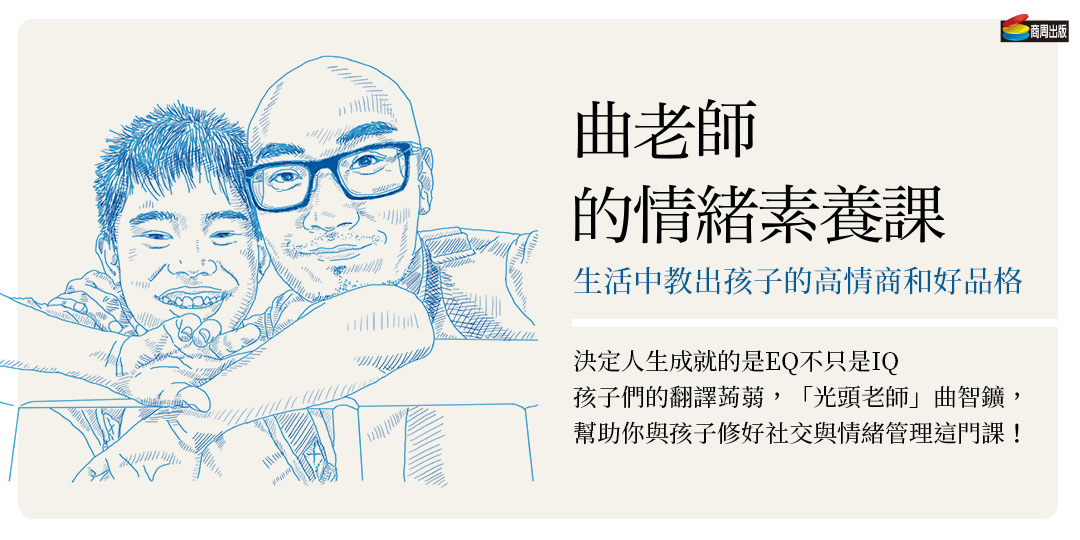 商周出版
曲老師
的情緒素養課
生活中教出孩子的高情商和好品格
決定人生成就的是EQ不只是IQ
孩子們的翻譯蒟蒻，「光頭老師」曲智鑛，
幫助你與孩子修好社交與情緒管理這門課！